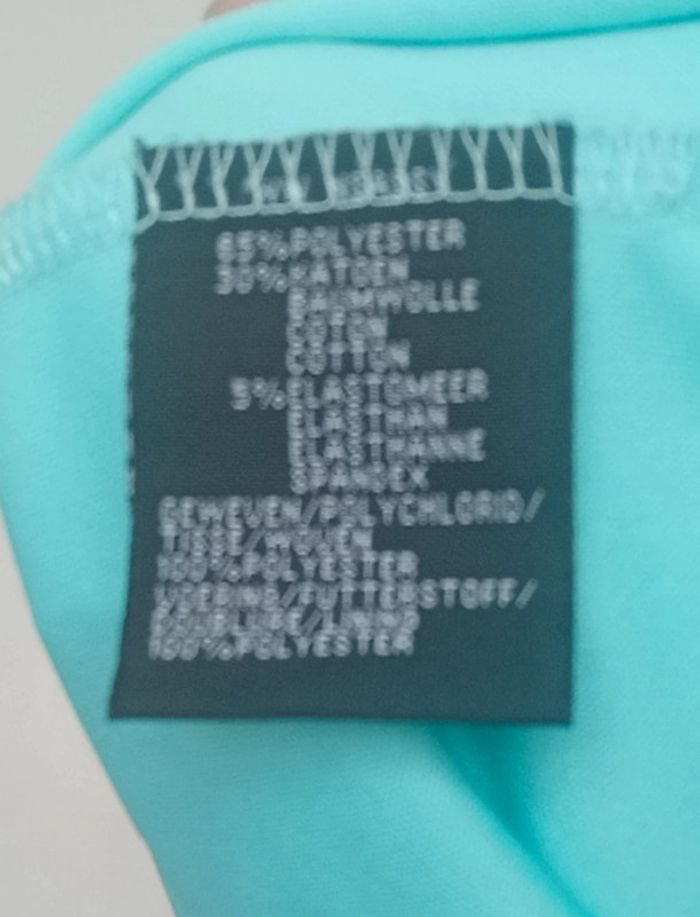 65%POLYESTER
30%KATOEN
BAUMWOLLE
COTON
COTTON
5%ELASTOMEER
ELASTHAN
ELASTHANNE
SPANDEX
GEWEVEN/POLYCHLORID/
TISSE/WOVEN
100%POLYESTER
VOERING/FUTTERSTOFF/
DOUBLURE/LINING
100%POLYESTER